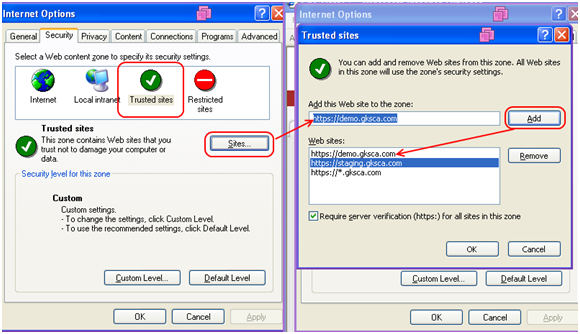 Internet Options
General
Security
Privacy
Content
Connections
Programs
Advanced
Select a Web content zone to specify its security settings.
Internet
Local intranet
Trusted sites
Restricted
sites
Trusted sites
This zone contains Web sites that you
trust not to damage your computer or
data.
Sites...
Security level for this zone
Custom
Custom settings.
- To change the settings, click Custom Level.
- To use the recommended settings, click Default Level.
Custom Level...
Default Level
OK
Cancel
Apply
Internet Options
Trusted sites
You can add and remove Web sites from this zone. All Web sites
in this zone will use the zone's security settings.
Add this Web site to the zone:
https://demo.gksca.com
Add
Web sites:
https://demo.gksca.com
https://staging.gksca.com
https://*.gksca.com
Remove
Require server verification (https:) for all sites in this zone
OK
Cancel
Custom Level...
Default Level
OK
Cancel
Apply